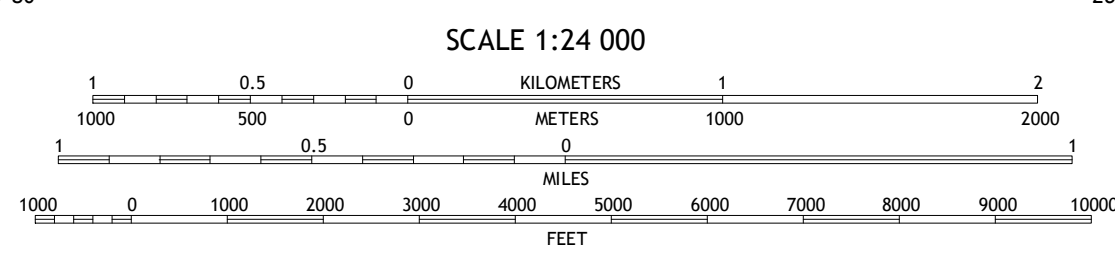 SCALE 1:24 000
1 0.5 0 KILOMETERS 1 2
1000 500 0 METERS 1000 2000
1 0.5 0 1
MILES
1000 0 1000 2000 3000 4000 5000 6000 7000 8000 9000 10000
FEET